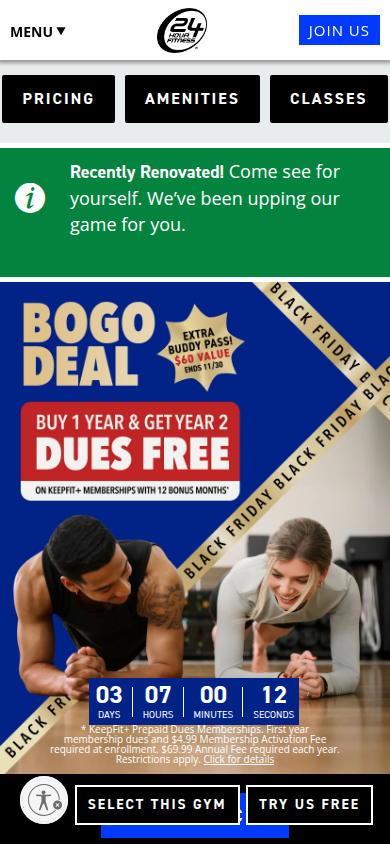 MENU
24
HOUR
FITNESS
JOIN US
PRICING
AMENITIES
CLASSES
Recently Renovated! Come see for
yourself. We've been upping our
game for you.
BOGO
DEAL
EXTRA
BUDDY PASS!
$60 VALUE
ENDS 11/30
BLACK FRIDAY B
BLACK FRIDAY BLACK FRIDAY BLAC
BUY 1 YEAR & GET YEAR 2
DUES FREE
ON KEEPFIT+ MEMBERSHIPS WITH 12 BONUS MONTHS*
BLACK FR
03
DAYS
07
HOURS
00
MINUTES
12
SECONDS
* KeepFit+ Prepaid Dues Memberships. First year
membership dues and $4.99 Membership Activation Fee
required at enrollment. $69.99 Annual Fee required each year.
Restrictions apply. Click for details
SELECT THIS GYM
TRY US FREE